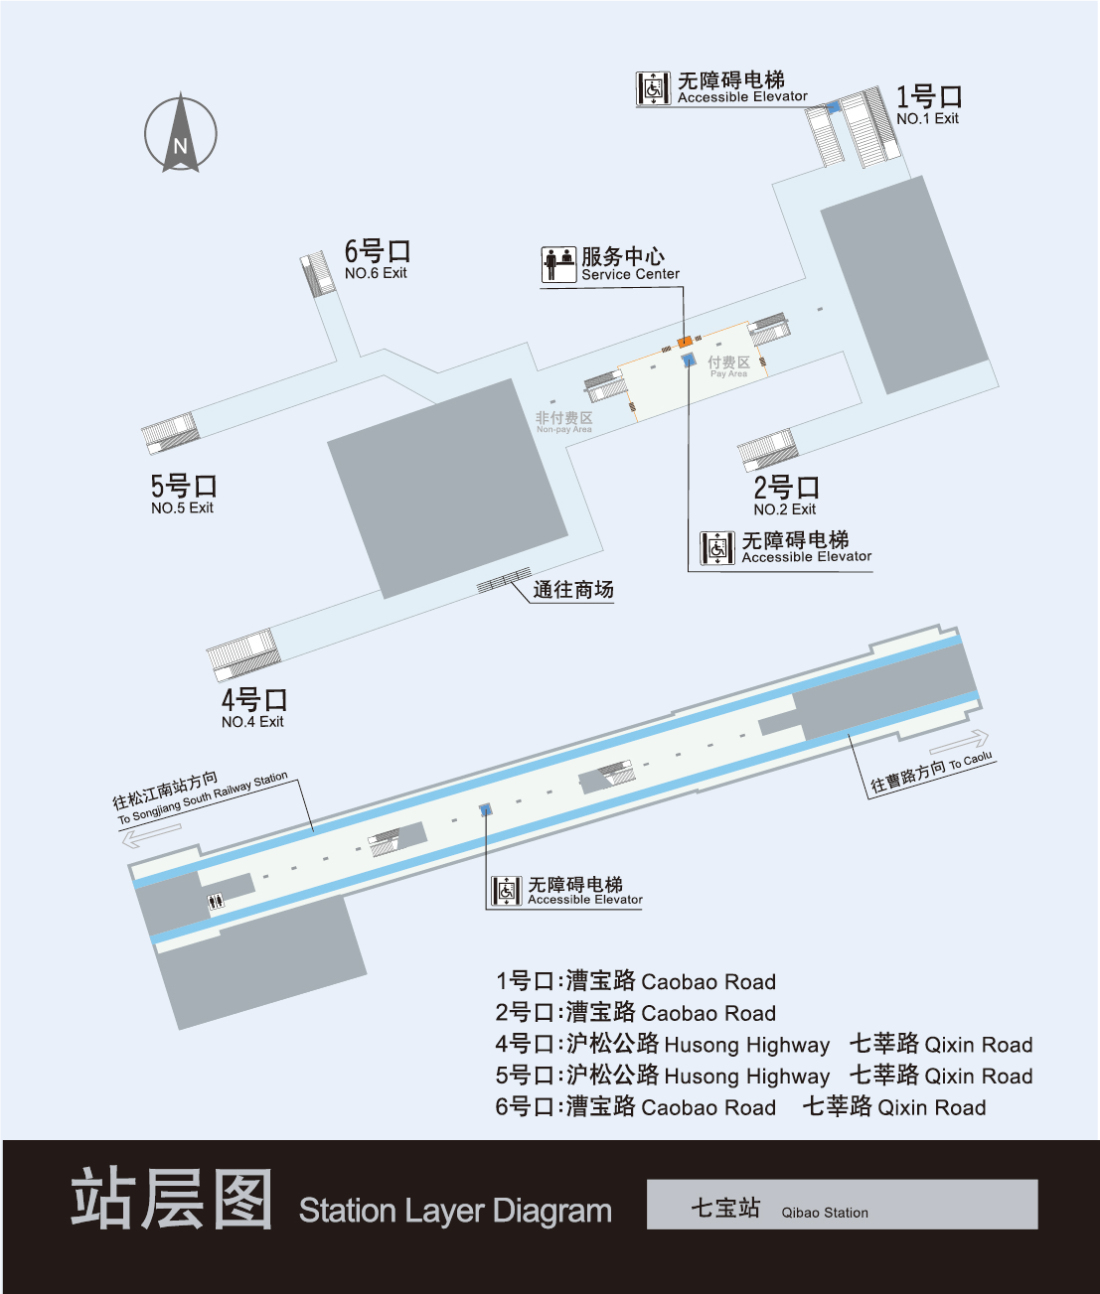 无障碍电梯
Accessible Elevator
1号口
NO.1 Exit
N
6号口
NO.6 Exit
服务中心
Service Center
付费区
Pay Area
非付费区
Non-pay Area
5号口
NO.5 Exit
2号口
NO.2 Exit
无障碍电梯
Accessible Elevator
通往商场
4号口
NO.4 Exit
往松江南站方向
To Songjiang South Railway Station
往曹路方向 To Caolu
无障碍电梯
Accessible Elevator
1号口:漕宝路 Caobao Road
2号口:漕宝路 Caobao Road
4号口:沪松公路 Husong Highway 七莘路 Qixin Road
5号口:沪松公路 Husong Highway 七莘路 Qixin Road
6号口:漕宝路 Caobao Road 七莘路 Qixin Road
站层图 Station Layer Diagram 七宝站 Qibao Station